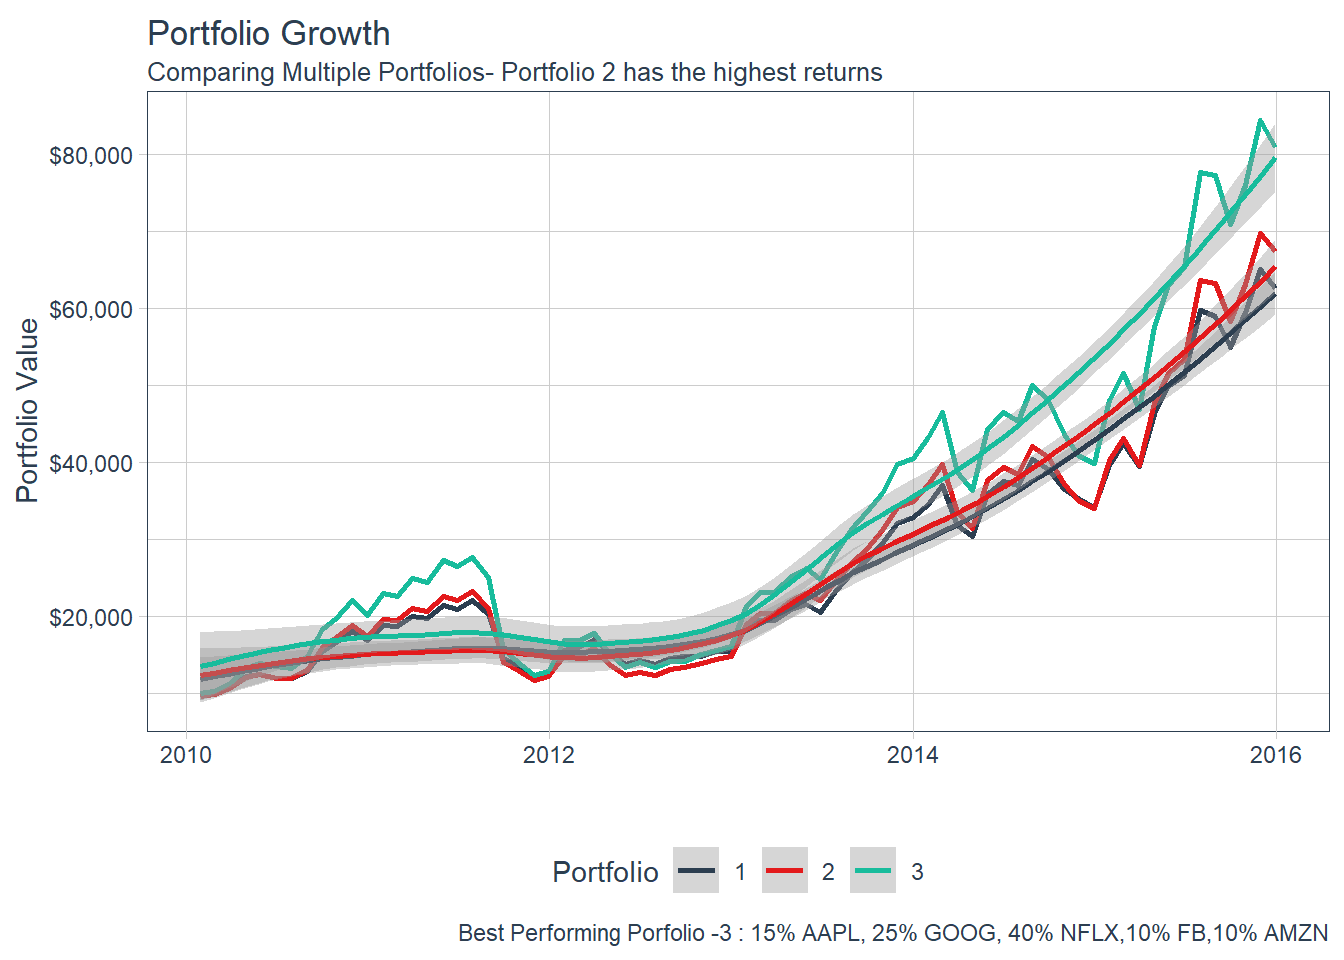 Portfolio Growth
Comparing Multiple Portfolios- Portfolio 2 has the highest returns
Portfolio Value
$80,000
$60,000
$40,000
$20,000
2010 2012 2014 2016
Portfolio 1 2 3
Best Performing Porfolio -3 : 15% AAPL, 25% GOOG, 40% NFLX,10% FB,10% AMZN